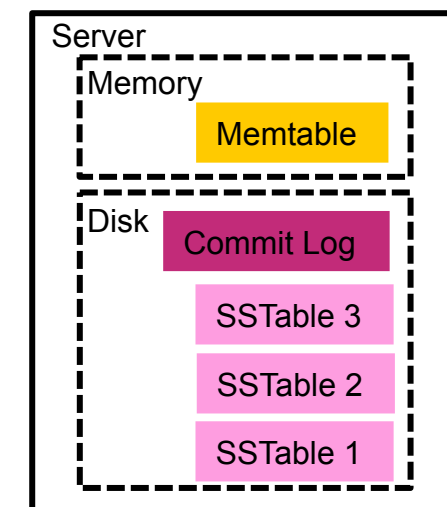 Server
Memory
Memtable
Disk
Commit Log
SSTable 3
SSTable 2
SSTable 1